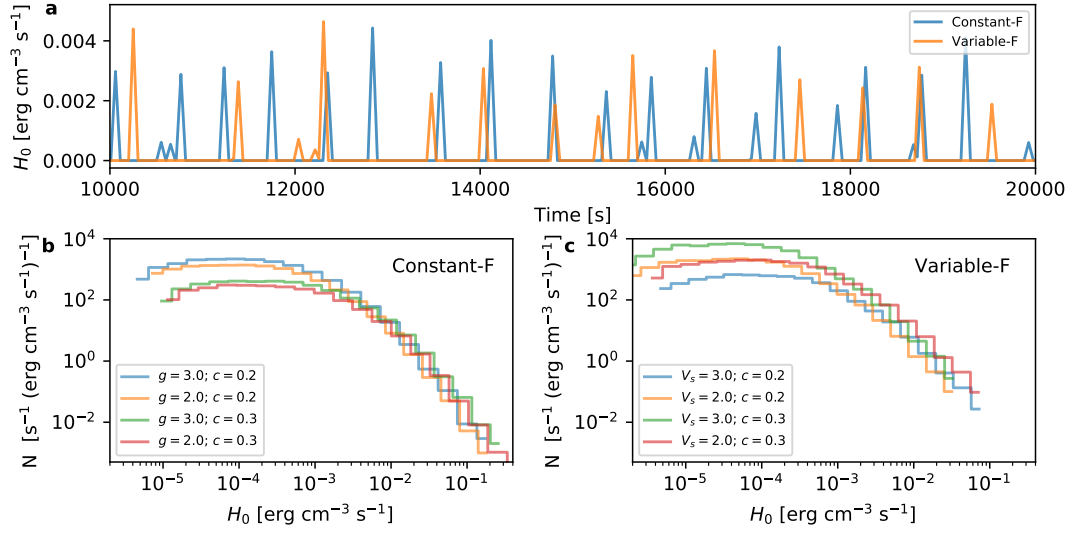 a
H₀ [erg cm⁻³ s⁻¹]
0.004
0.002
0.000
Constant-F
Variable-F
10000 12000 14000 16000 18000 20000
Time [s]
b
N [s⁻¹ (erg cm⁻³ s⁻¹)⁻¹]
10⁴
10²
10⁰
10⁻²
Constant-F
g = 3.0; c = 0.2
g = 2.0; c = 0.2
g = 3.0; c = 0.3
g = 2.0; c = 0.3
10⁻⁵ 10⁻⁴ 10⁻³ 10⁻² 10⁻¹
H₀ [erg cm⁻³ s⁻¹]
c
N [s⁻¹ (erg cm⁻³ s⁻¹)⁻¹]
10⁴
10²
10⁰
10⁻²
Variable-F
Vₛ = 3.0; c = 0.2
Vₛ = 2.0; c = 0.2
Vₛ = 3.0; c = 0.3
Vₛ = 2.0; c = 0.3
10⁻⁵ 10⁻⁴ 10⁻³ 10⁻² 10⁻¹
H₀ [erg cm⁻³ s⁻¹]